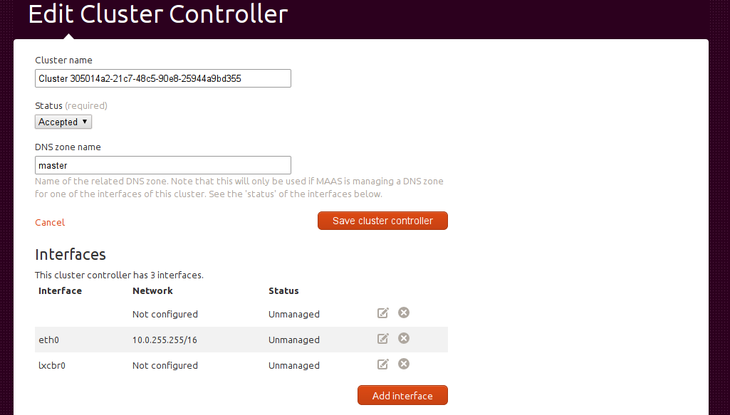 Edit Cluster Controller
Cluster name
Cluster 305014a2-21c7-48c5-90e8-25944a9bd355
Status (required)
Accepted
DNS zone name
master
Name of the related DNS zone. Note that this will only be used if MAAS is managing a DNS zone
for one of the interfaces of this cluster. See the 'status' of the interfaces below.
Cancel Save cluster controller
Interfaces
This cluster controller has 3 interfaces.
Interface Network Status
Not configured Unmanaged
eth0 10.0.255.255/16 Unmanaged
lxcbr0 Not configured Unmanaged
Add interface